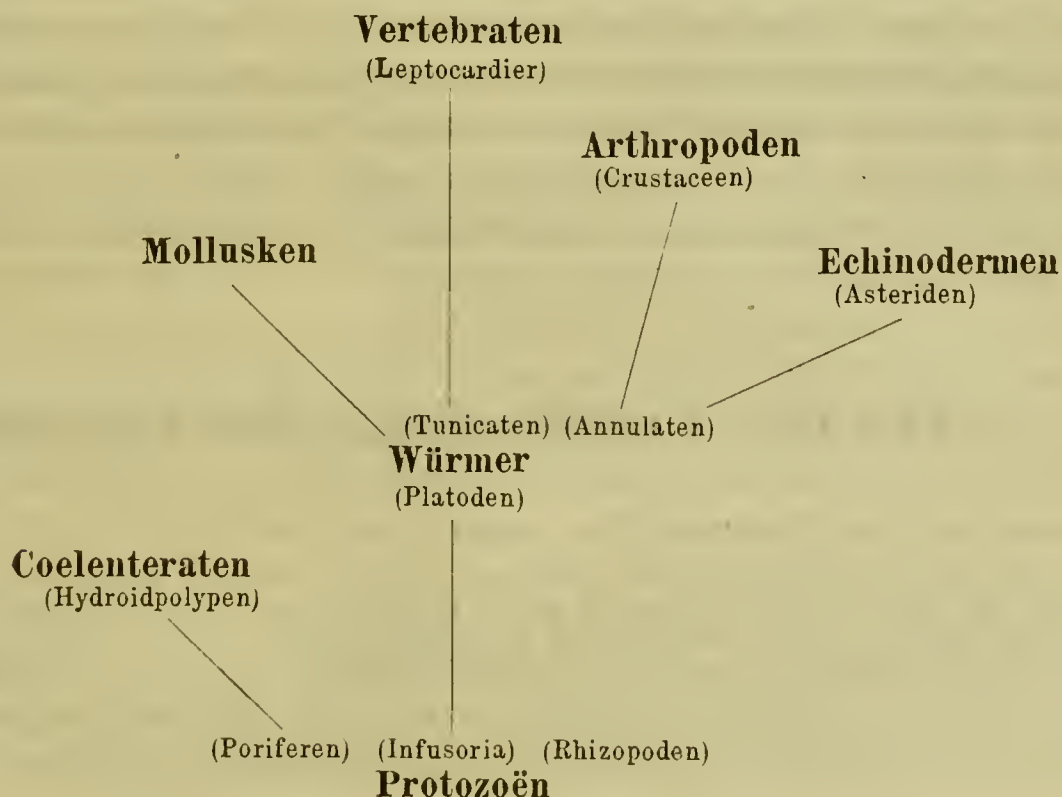 Vertebraten
(Leptocardier)
Arthropoden
(Crustaceen)
Mollusken
Echinodermen
(Asteriden)
(Tunicaten) (Annulaten)
Würmer
(Platoden)
Coelenteraten
(Hydroidpolypen)
(Poriferen) (Infusoria) (Rhizopoden)
Protozoën